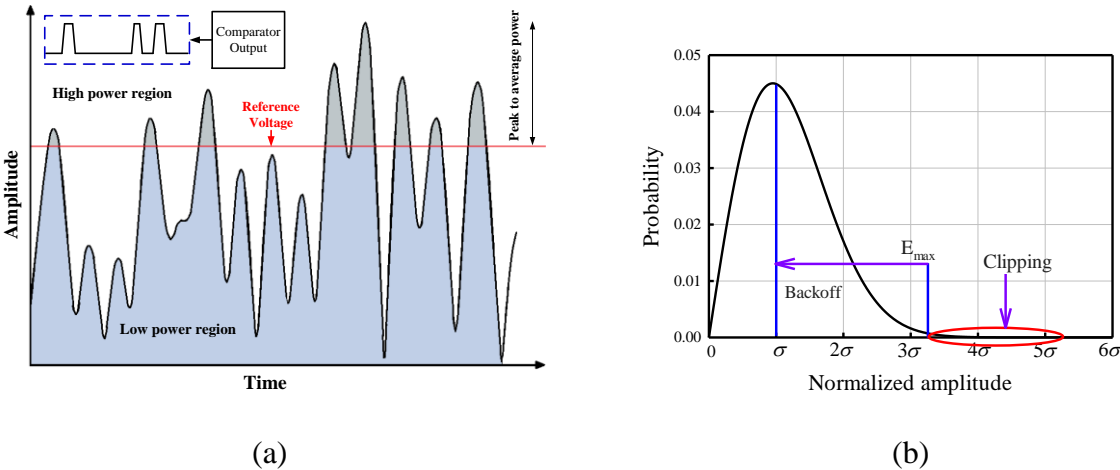 Comparator
Output
High power region
Reference
Voltage
Peak to average power
Amplitude
Low power region
Time
(a)
0.05
0.04
0.03
0.02
0.01
0.00
Probability
E_max
Backoff
Clipping
0 σ 2σ 3σ 4σ 5σ 6σ
Normalized amplitude
(b)